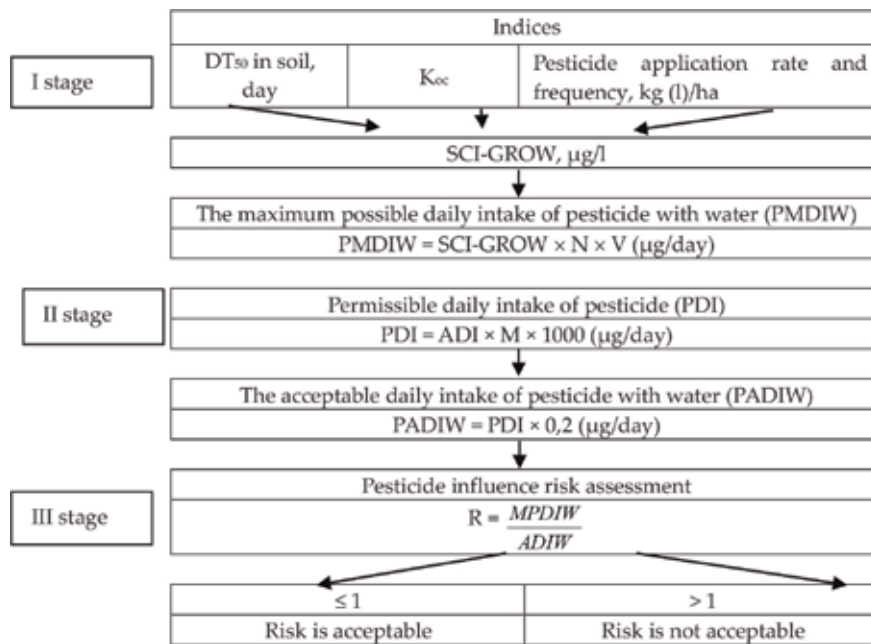 Indices
I stage
DT₅₀ in soil,
day
Kₒc
Pesticide application rate and
frequency, kg (l)/ha
SCI-GROW, µg/l
The maximum possible daily intake of pesticide with water (PMDIW)
PMDIW = SCI-GROW × N × V (µg/day)
II stage
Permissible daily intake of pesticide (PDI)
PDI = ADI × M × 1000 (µg/day)
The acceptable daily intake of pesticide with water (PADIW)
PADIW = PDI × 0,2 (µg/day)
III stage
Pesticide influence risk assessment
R = MPDIW
ADIW
≤ 1
> 1
Risk is acceptable
Risk is not acceptable